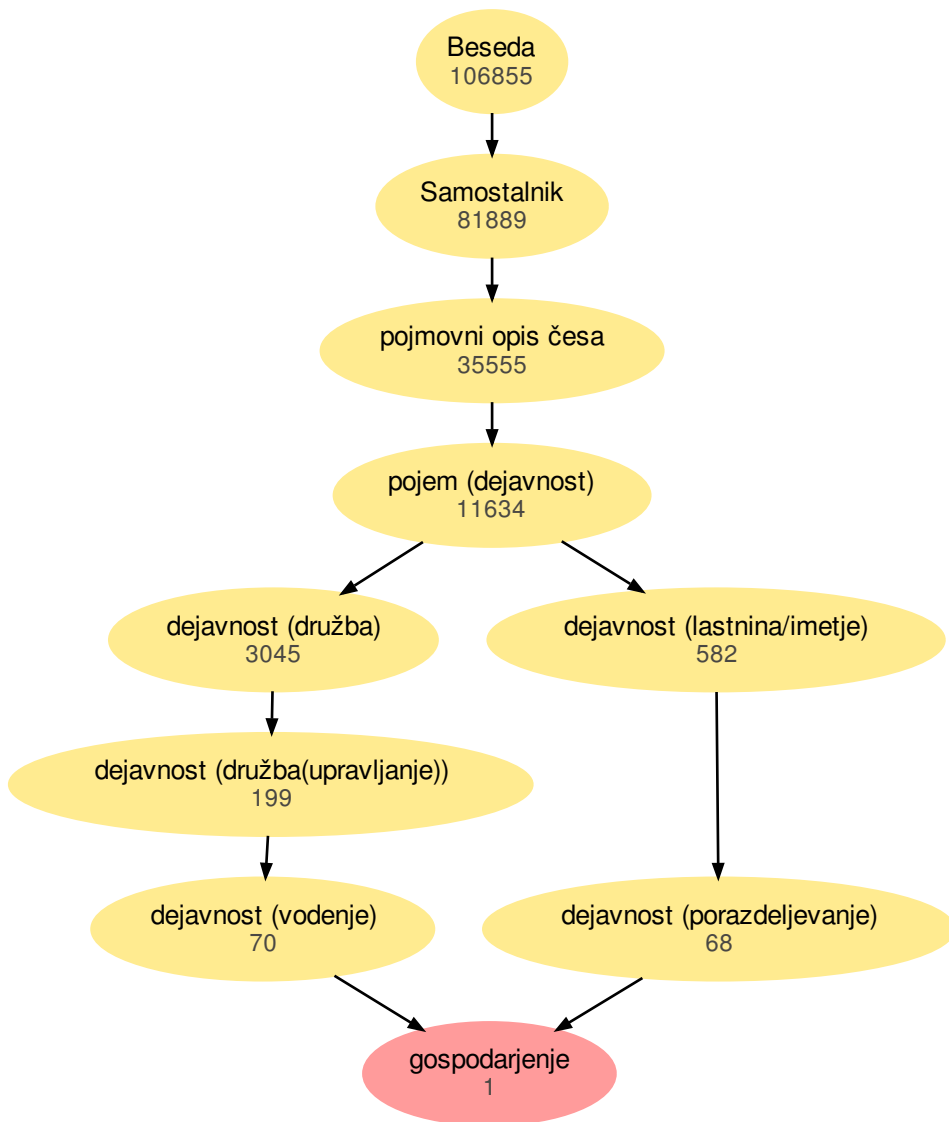 Beseda
106855
Samostalnik
81889
pojmovni opis česa
35555
pojem (dejavnost)
11634
dejavnost (družba)
3045
dejavnost (lastnina/imetje)
582
dejavnost (družba(upravljanje))
199
dejavnost (vodenje)
70
dejavnost (porazdeljevanje)
68
gospodarjenje
1